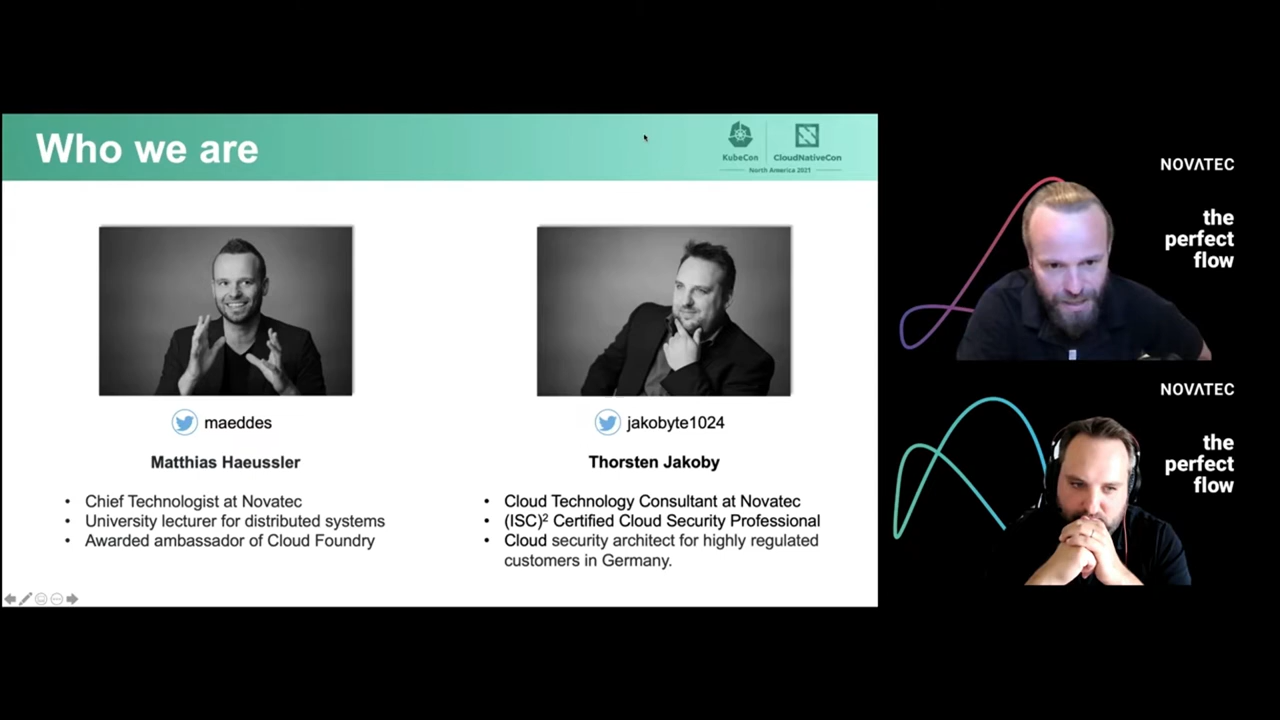 Who we are
KubeCon
CloudNativeCon
North America 2021
maeddes
Matthias Haeussler
• Chief Technologist at Novatec
• University lecturer for distributed systems
• Awarded ambassador of Cloud Foundry
jakobyte1024
Thorsten Jakoby
• Cloud Technology Consultant at Novatec
• (ISC)² Certified Cloud Security Professional
• Cloud security architect for highly regulated
customers in Germany.
NOVATEC
the
perfect
flow
NOVATEC
the
perfect
flow